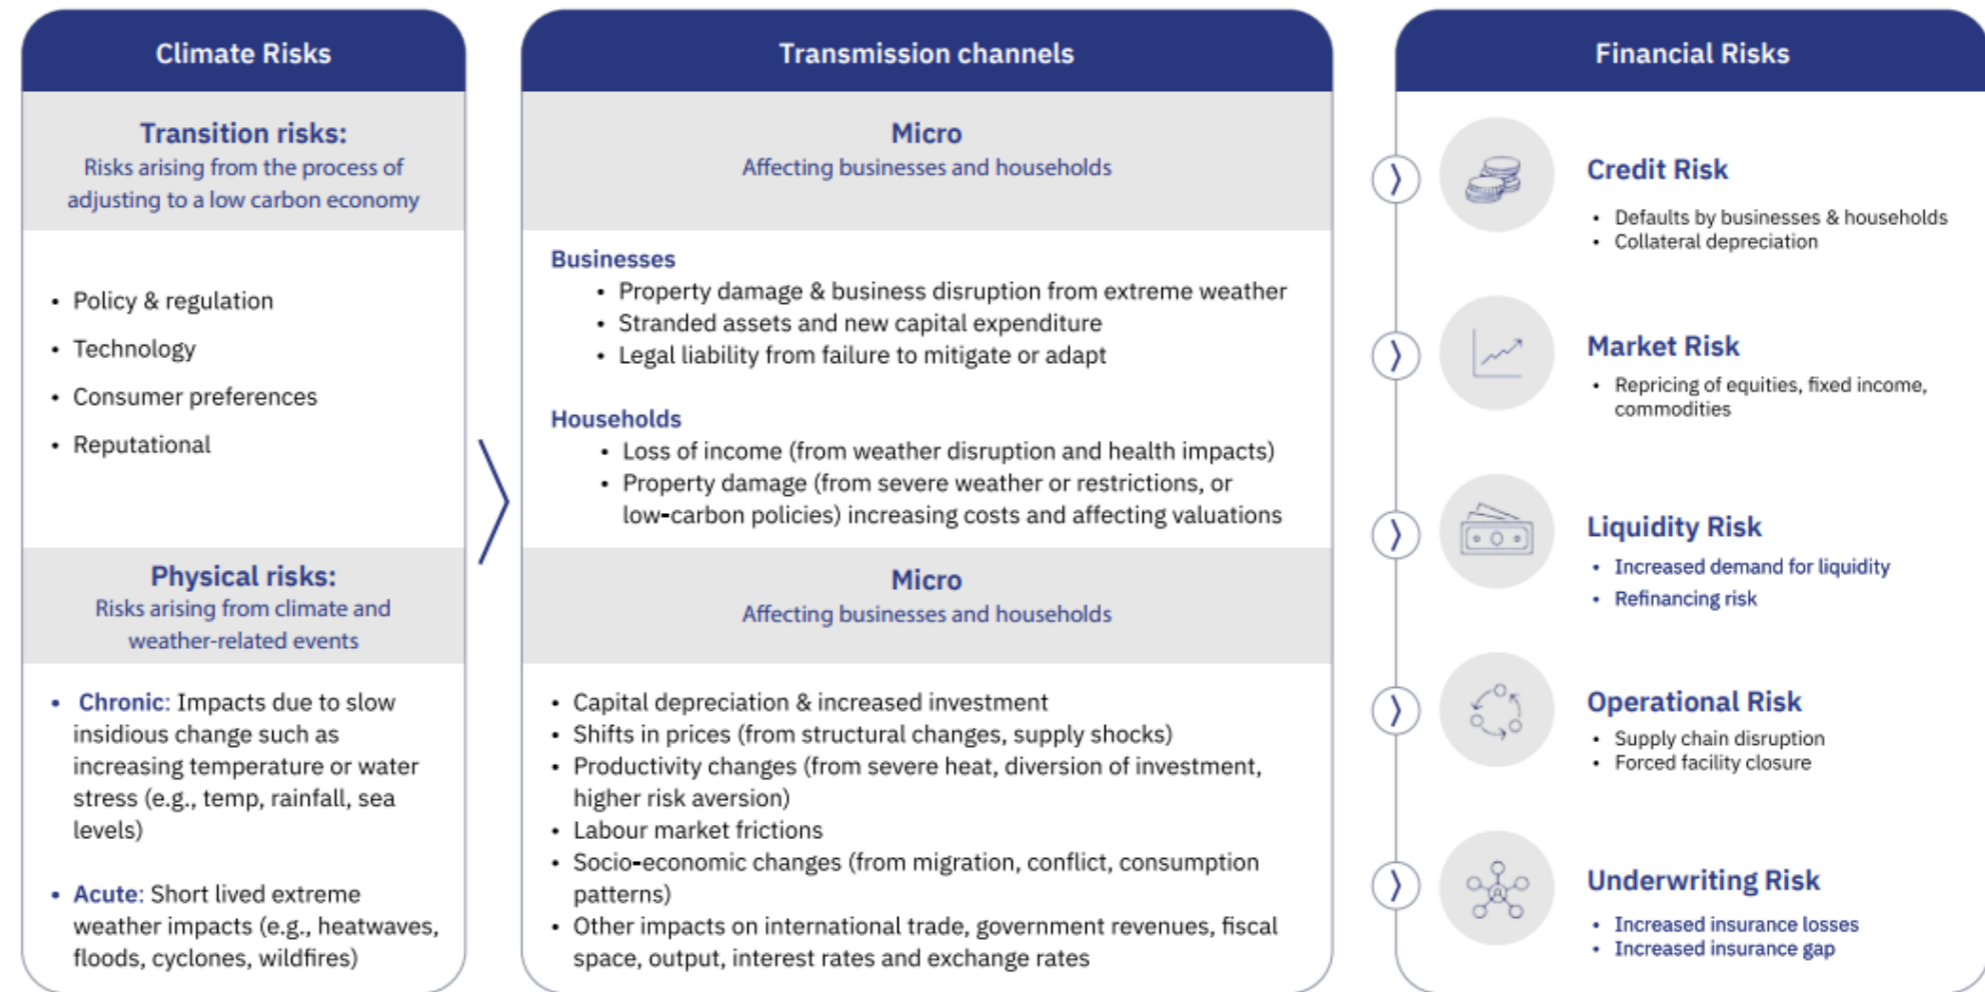 Climate Risks
Transition risks:
Risks arising from the process of
adjusting to a low carbon economy
• Policy & regulation
• Technology
• Consumer preferences
• Reputational
Physical risks:
Risks arising from climate and
weather-related events
• Chronic: Impacts due to slow
insidious change such as
increasing temperature or water
stress (e.g., temp, rainfall, sea
levels)
• Acute: Short lived extreme
weather impacts (e.g., heatwaves,
floods, cyclones, wildfires)
Transmission channels
Micro
Affecting businesses and households
Businesses
• Property damage & business disruption from extreme weather
• Stranded assets and new capital expenditure
• Legal liability from failure to mitigate or adapt
Households
• Loss of income (from weather disruption and health impacts)
• Property damage (from severe weather or restrictions, or
low-carbon policies) increasing costs and affecting valuations
Micro
Affecting businesses and households
• Capital depreciation & increased investment
• Shifts in prices (from structural changes, supply shocks)
• Productivity changes (from severe heat, diversion of investment,
higher risk aversion)
• Labour market frictions
• Socio-economic changes (from migration, conflict, consumption
patterns)
• Other impacts on international trade, government revenues, fiscal
space, output, interest rates and exchange rates
Financial Risks
Credit Risk
• Defaults by businesses & households
• Collateral depreciation
Market Risk
• Repricing of equities, fixed income,
commodities
Liquidity Risk
• Increased demand for liquidity
• Refinancing risk
Operational Risk
• Supply chain disruption
• Forced facility closure
Underwriting Risk
• Increased insurance losses
• Increased insurance gap